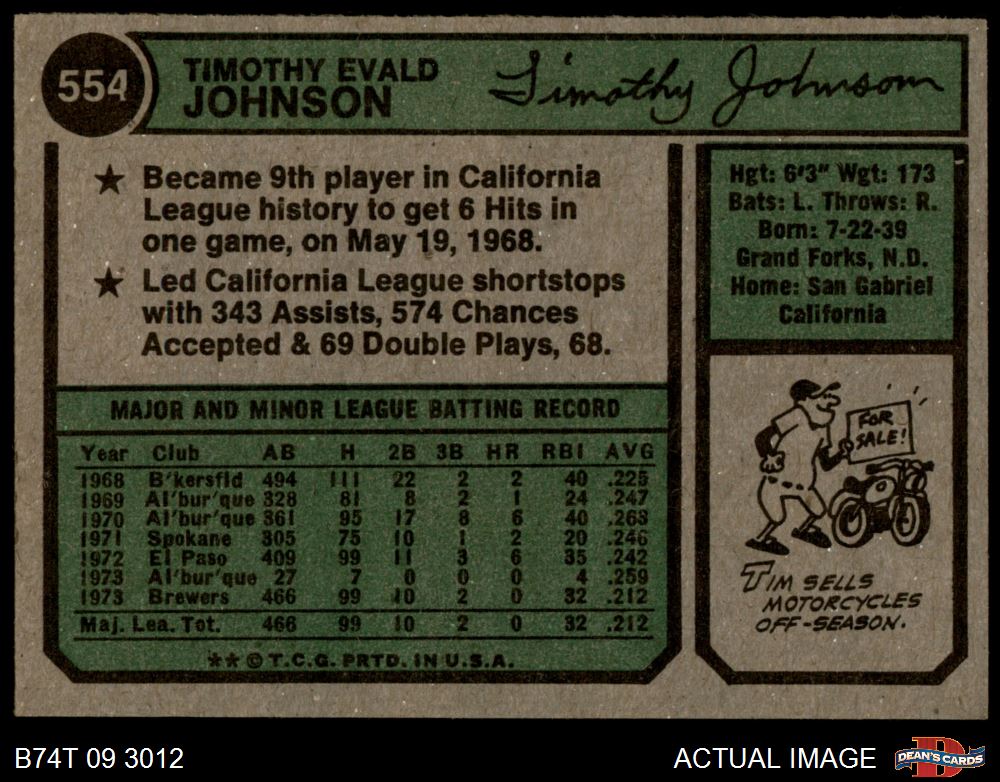 554
TIMOTHY EVALD
JOHNSON
Timothy Johnson
★ Became 9th player in California
League history to get 6 Hits in
one game, on May 19, 1968.
★ Led California League shortstops
with 343 Assists, 574 Chances
Accepted & 69 Double Plays, 68.
Hgt: 6'3" Wgt: 173
Bats: L. Throws: R.
Born: 7-22-39
Grand Forks, N.D.
Home: San Gabriel
California
MAJOR AND MINOR LEAGUE BATTING RECORD
Year Club AB H 2B 3B HR RBI AVG
1968 B'kersfld 494 111 22 2 2 40 .225
1969 Al'bur'que 328 81 8 2 1 24 .247
1970 Al'bur'que 361 95 17 8 6 40 .263
1971 Spokane 305 75 10 1 2 20 .246
1972 El Paso 409 99 11 3 6 35 .242
1973 Al'bur'que 27 7 0 0 0 4 .259
1973 Brewers 466 99 10 2 0 32 .212
Maj. Lea. Tot. 466 99 10 2 0 32 .212
** © T.C.G. PRTD. IN U.S.A.
FOR
SALE!
TIM SELLS
MOTORCYCLES
OFF-SEASON.
B74T 09 3012
ACTUAL IMAGE
D
DEAN'S CARDS